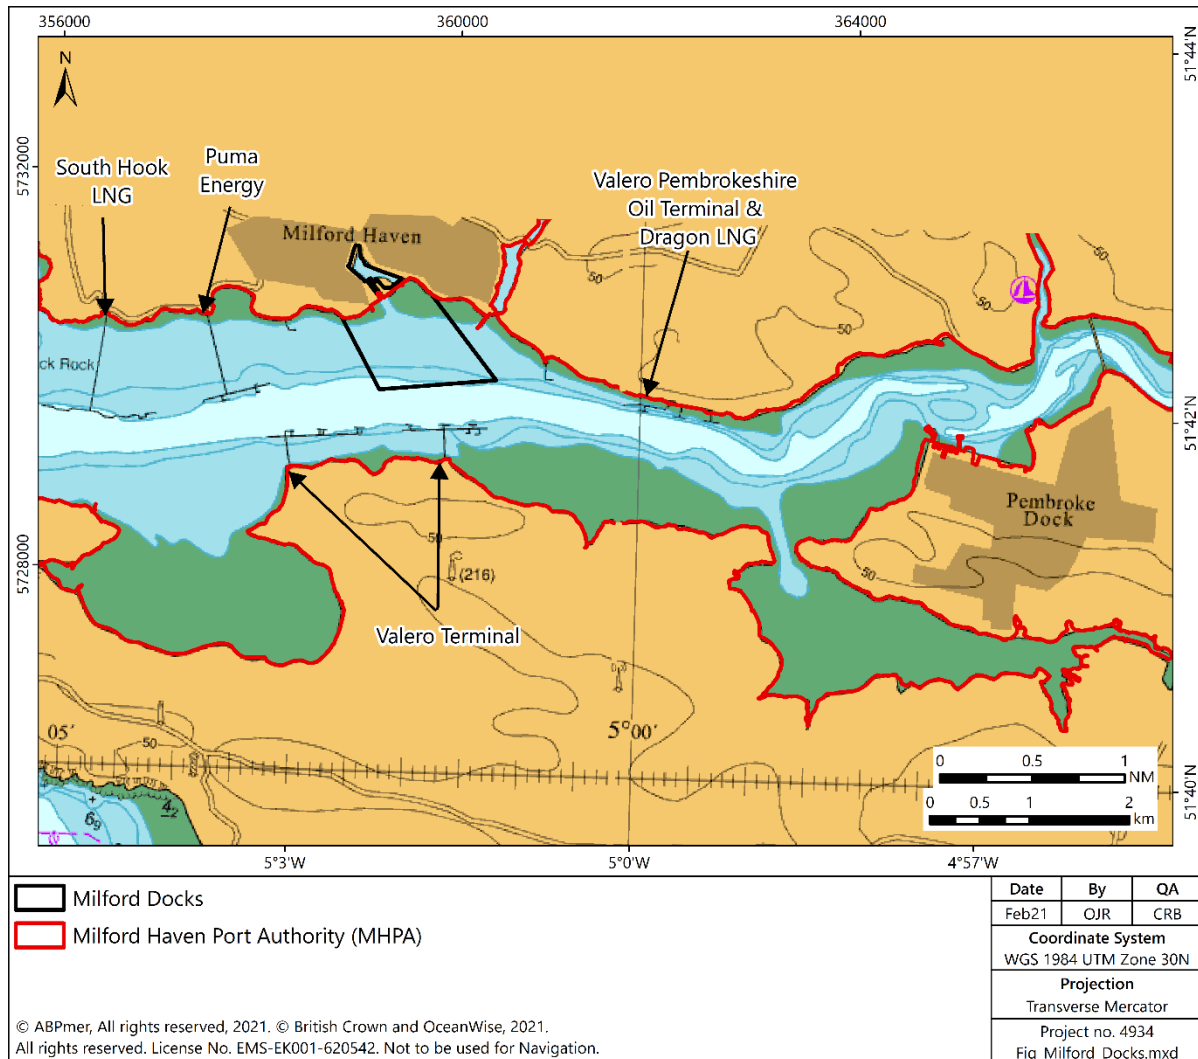 356000
360000
364000
N
51°44'N
5732000
South Hook
LNG
Puma
Energy
Valero Pembrokeshire
Oil Terminal &
Dragon LNG
Milford Haven
50
50
50
50
ck Rock
51°42'N
Pembroke
Dock
50
50
(216)
5728000
Valero Terminal
05'
5°00'
50
0 0.5 1
NM
0 0.5 1 2
km
51°40'N
4₂
6₉
5°3'W
5°0'W
4°57'W
Milford Docks
Milford Haven Port Authority (MHPA)
Date By QA
Feb21 OJR CRB
Coordinate System
WGS 1984 UTM Zone 30N
Projection
Transverse Mercator
Project no. 4934
Fig_Milford_Docks.mxd
© ABPmer, All rights reserved, 2021. © British Crown and OceanWise, 2021.
All rights reserved. License No. EMS-EK001-620542. Not to be used for Navigation.